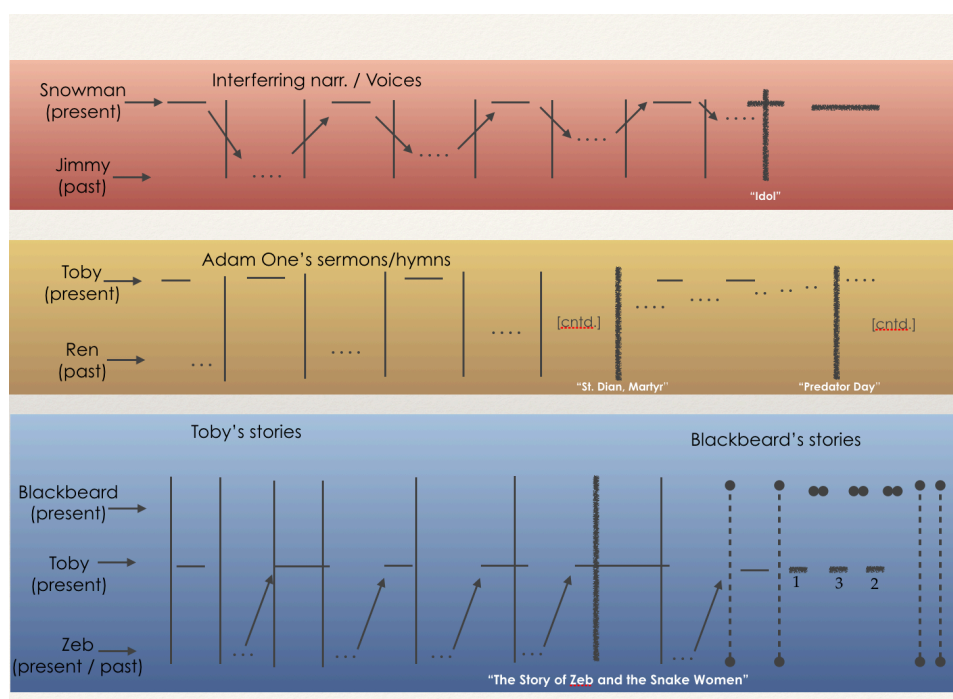 Interferring narr. / Voices
Snowman
(present)
Jimmy
(past)
"Idol"
Adam One's sermons/hymns
Toby
(present)
[cntd.]
[cntd.]
Ren
(past)
"St. Dian, Martyr"
"Predator Day"
Toby's stories
Blackbeard's stories
Blackbeard
(present)
Toby
(present)
1
3
2
Zeb
(present / past)
"The Story of Zeb and the Snake Women"